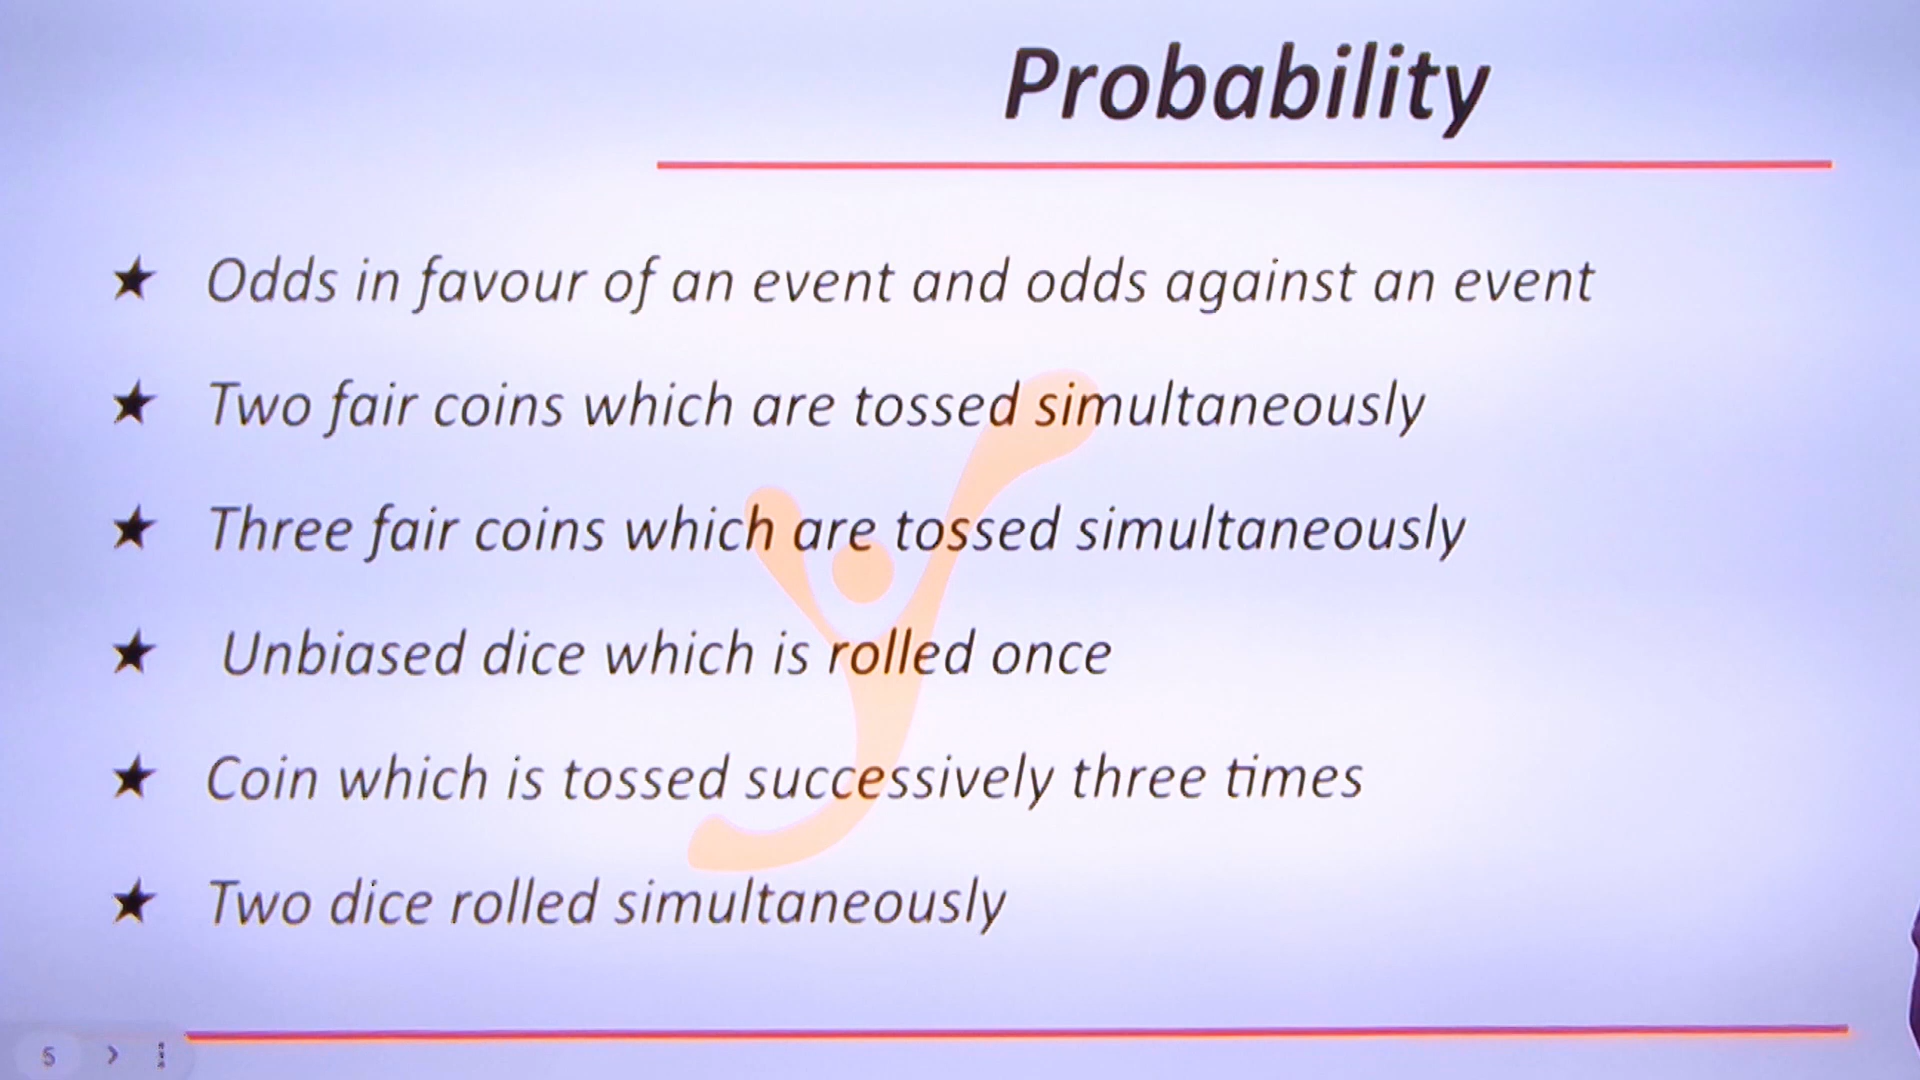 Probability
★ Odds in favour of an event and odds against an event
★ Two fair coins which are tossed simultaneously
★ Three fair coins which are tossed simultaneously
★ Unbiased dice which is rolled once
★ Coin which is tossed successively three times
★ Two dice rolled simultaneously
5